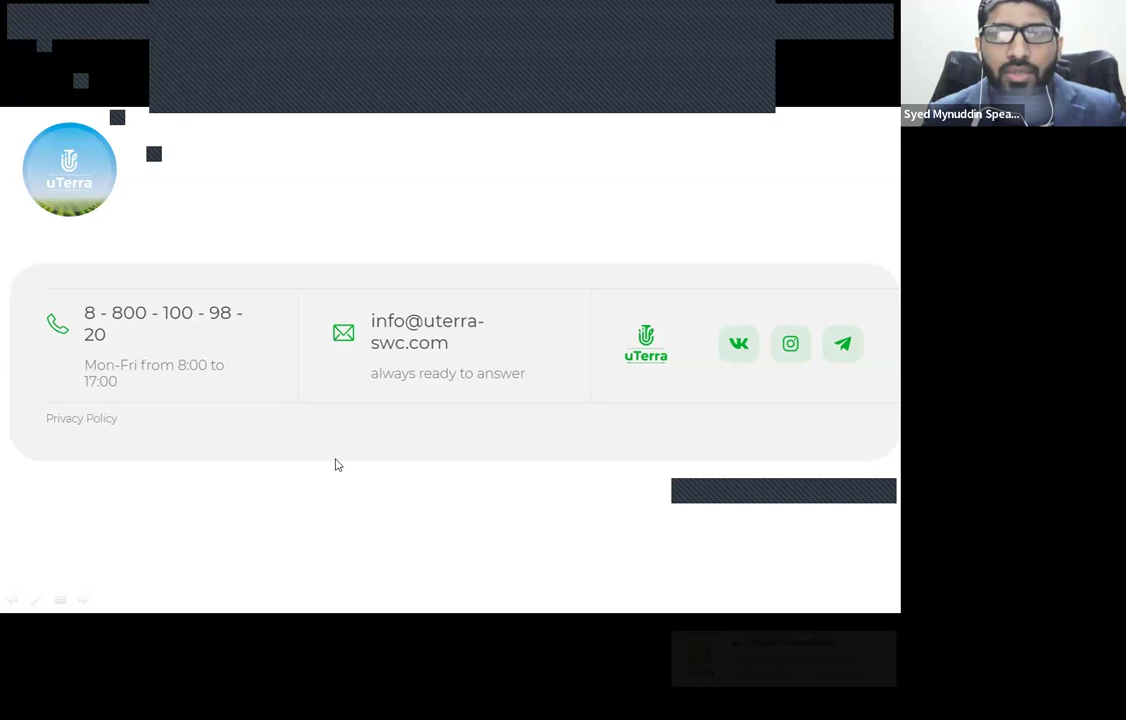 Syed Mynuddin Spea...
uTerra
8 - 800 - 100 - 98 -
20
Mon-Fri from 8:00 to
17:00
info@uterra-
swc.com
always ready to answer
uTerra
Privacy Policy